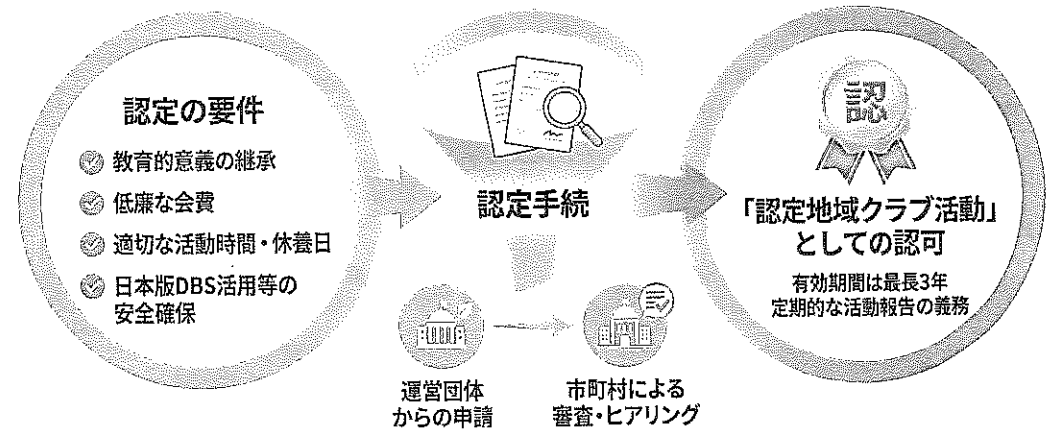 認定の要件
教育的意義の継承
低廉な会費
適切な活動時間・休養日
日本版DBS活用等の
安全確保
認定手続
運営団体
からの申請
市町村による
審査・ヒアリング
認
「認定地域クラブ活動」
としての認可
有効期間は最長3年
定期的な活動報告の義務